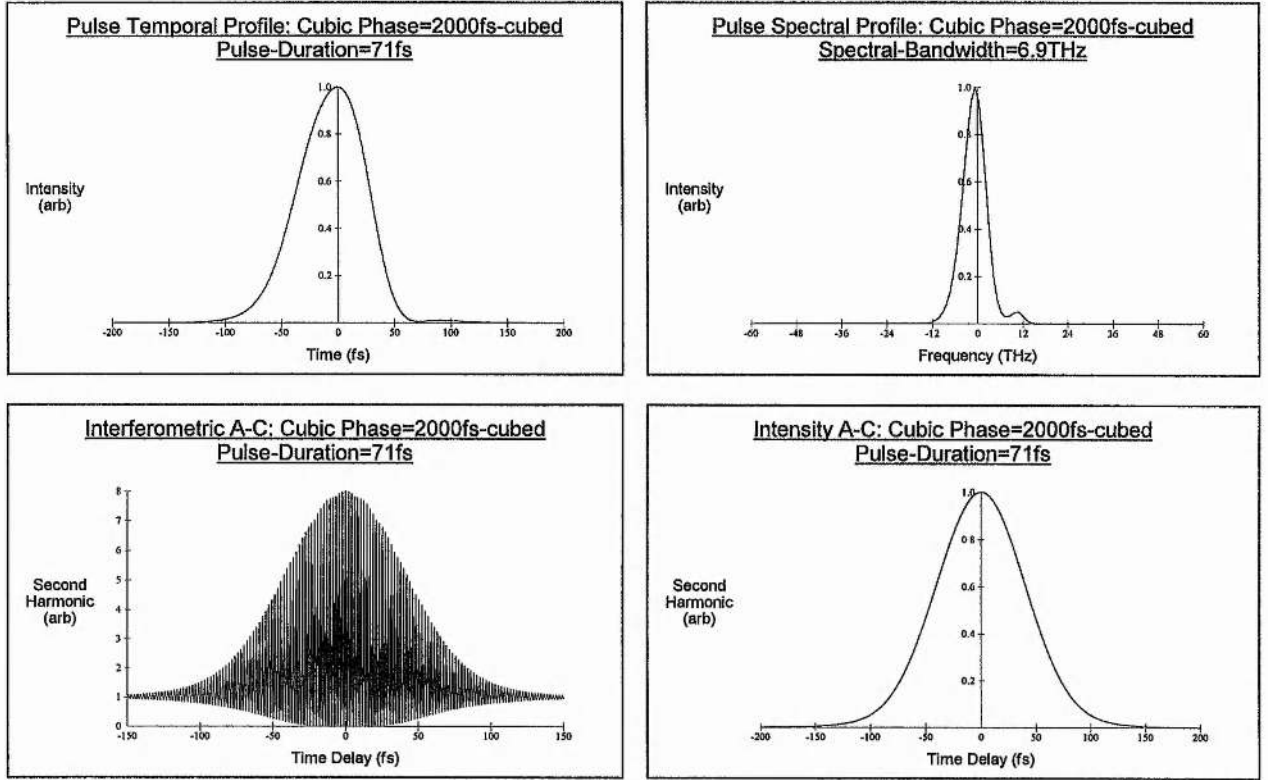 Pulse Temporal Profile: Cubic Phase=2000fs-cubed
Pulse-Duration=71fs
1.0
0.8
Intensity
(arb)
0.6
0.4
0.2
-200 -150 -100 -50 0 50 100 150 200
Time (fs)
Pulse Spectral Profile: Cubic Phase=2000fs-cubed
Spectral-Bandwidth=6.9THz
1.0
0.8
Intensity
(arb)
0.6
0.4
0.2
-60 -48 -36 -24 -12 0 12 24 36 48 60
Frequency (THz)
Interferometric A-C: Cubic Phase=2000fs-cubed
Pulse-Duration=71fs
8
7
6
5
Second
Harmonic
(arb)
4
3
2
1
0
-150 -100 -50 0 50 100 150
Time Delay (fs)
Intensity A-C: Cubic Phase=2000fs-cubed
Pulse-Duration=71fs
1.0
0.8
Second
Harmonic
(arb)
0.6
0.4
0.2
-200 -150 -100 -50 0 50 100 150 200
Time Delay (fs)